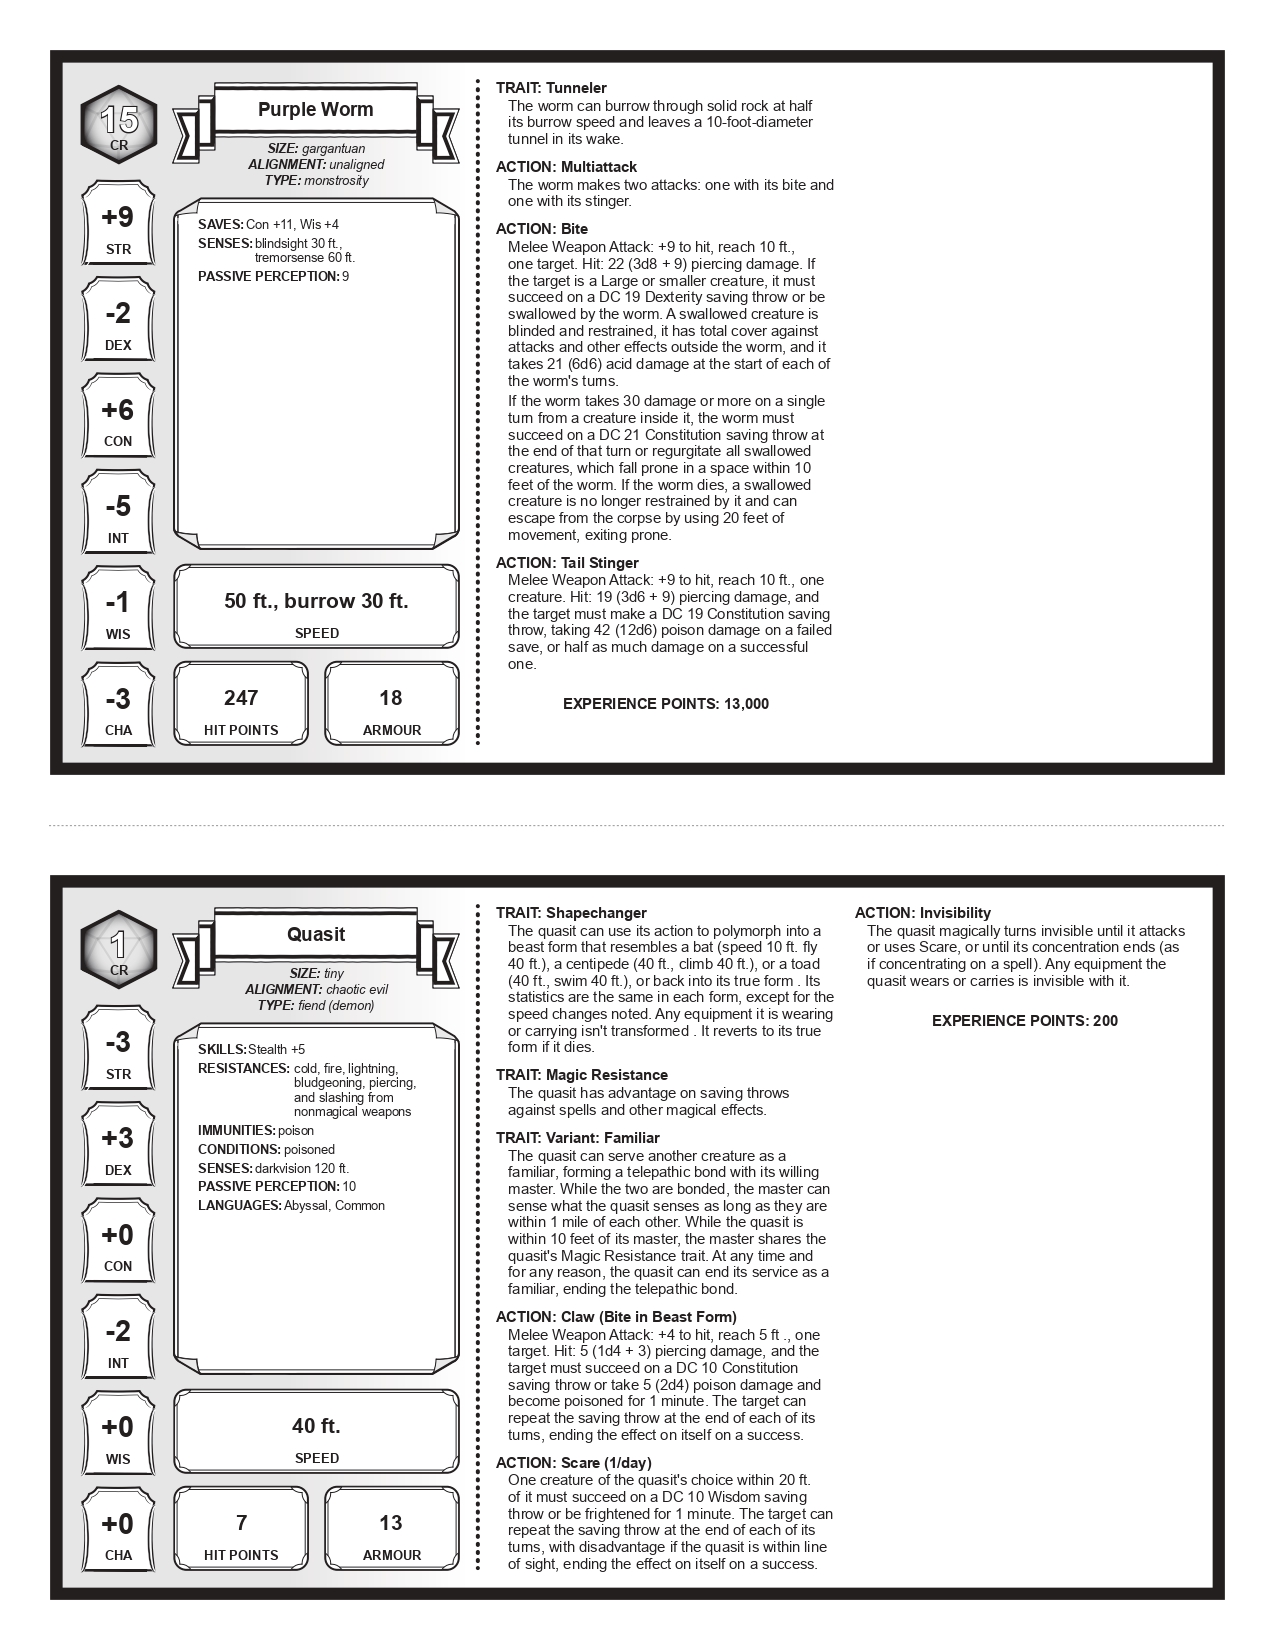 15
CR
Purple Worm
SIZE: gargantuan
ALIGNMENT: unaligned
TYPE: monstrosity
+9
STR
-2
DEX
+6
CON
-5
INT
-1
WIS
-3
CHA
SAVES: Con +11, Wis +4
SENSES: blindsight 30 ft.,
tremorsense 60 ft.
PASSIVE PERCEPTION: 9
50 ft., burrow 30 ft.
SPEED
247
HIT POINTS
18
ARMOUR
TRAIT: Tunneler
The worm can burrow through solid rock at half
its burrow speed and leaves a 10-foot-diameter
tunnel in its wake.
ACTION: Multiattack
The worm makes two attacks: one with its bite and
one with its stinger.
ACTION: Bite
Melee Weapon Attack: +9 to hit, reach 10 ft.,
one target. Hit: 22 (3d8 + 9) piercing damage. If
the target is a Large or smaller creature, it must
succeed on a DC 19 Dexterity saving throw or be
swallowed by the worm. A swallowed creature is
blinded and restrained, it has total cover against
attacks and other effects outside the worm, and it
takes 21 (6d6) acid damage at the start of each of
the worm's turns.
If the worm takes 30 damage or more on a single
turn from a creature inside it, the worm must
succeed on a DC 21 Constitution saving throw at
the end of that turn or regurgitate all swallowed
creatures, which fall prone in a space within 10
feet of the worm. If the worm dies, a swallowed
creature is no longer restrained by it and can
escape from the corpse by using 20 feet of
movement, exiting prone.
ACTION: Tail Stinger
Melee Weapon Attack: +9 to hit, reach 10 ft., one
creature. Hit: 19 (3d6 + 9) piercing damage, and
the target must make a DC 19 Constitution saving
throw, taking 42 (12d6) poison damage on a failed
save, or half as much damage on a successful
one.
EXPERIENCE POINTS: 13,000
1
CR
Quasit
SIZE: tiny
ALIGNMENT: chaotic evil
TYPE: fiend (demon)
-3
STR
+3
DEX
+0
CON
-2
INT
+0
WIS
+0
CHA
SKILLS: Stealth +5
RESISTANCES: cold, fire, lightning,
bludgeoning, piercing,
and slashing from
nonmagical weapons
IMMUNITIES: poison
CONDITIONS: poisoned
SENSES: darkvision 120 ft.
PASSIVE PERCEPTION: 10
LANGUAGES: Abyssal, Common
40 ft.
SPEED
7
HIT POINTS
13
ARMOUR
TRAIT: Shapechanger
The quasit can use its action to polymorph into a
beast form that resembles a bat (speed 10 ft. fly
40 ft.), a centipede (40 ft., climb 40 ft.), or a toad
(40 ft., swim 40 ft.), or back into its true form . Its
statistics are the same in each form, except for the
speed changes noted. Any equipment it is wearing
or carrying isn't transformed . It reverts to its true
form if it dies.
TRAIT: Magic Resistance
The quasit has advantage on saving throws
against spells and other magical effects.
TRAIT: Variant: Familiar
The quasit can serve another creature as a
familiar, forming a telepathic bond with its willing
master. While the two are bonded, the master can
sense what the quasit senses as long as they are
within 1 mile of each other. While the quasit is
within 10 feet of its master, the master shares the
quasit's Magic Resistance trait. At any time and
for any reason, the quasit can end its service as a
familiar, ending the telepathic bond.
ACTION: Claw (Bite in Beast Form)
Melee Weapon Attack: +4 to hit, reach 5 ft ., one
target. Hit: 5 (1d4 + 3) piercing damage, and the
target must succeed on a DC 10 Constitution
saving throw or take 5 (2d4) poison damage and
become poisoned for 1 minute. The target can
repeat the saving throw at the end of each of its
turns, ending the effect on itself on a success.
ACTION: Scare (1/day)
One creature of the quasit's choice within 20 ft.
of it must succeed on a DC 10 Wisdom saving
throw or be frightened for 1 minute. The target can
repeat the saving throw at the end of each of its
turns, with disadvantage if the quasit is within line
of sight, ending the effect on itself on a success.
ACTION: Invisibility
The quasit magically turns invisible until it attacks
or uses Scare, or until its concentration ends (as
if concentrating on a spell). Any equipment the
quasit wears or carries is invisible with it.
EXPERIENCE POINTS: 200